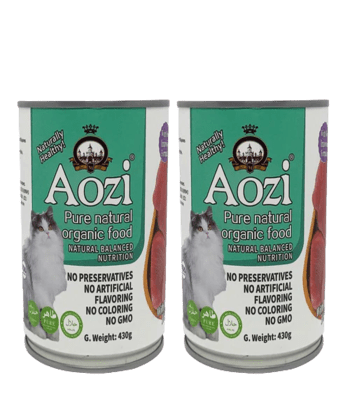 Naturally
Healthy!
Aozi
Pure natural
organic food
NATURAL BALANCED
NUTRITION
NO PRESERVATIVES
NO ARTIFICIAL
FLAVORING
NO COLORING
NO GMO
G. Weight: 430g
Naturally
Healthy!
Aozi
Pure natural
organic food
NATURAL BALANCED
NUTRITION
NO PRESERVATIVES
NO ARTIFICIAL
FLAVORING
NO COLORING
NO GMO
G. Weight: 430g